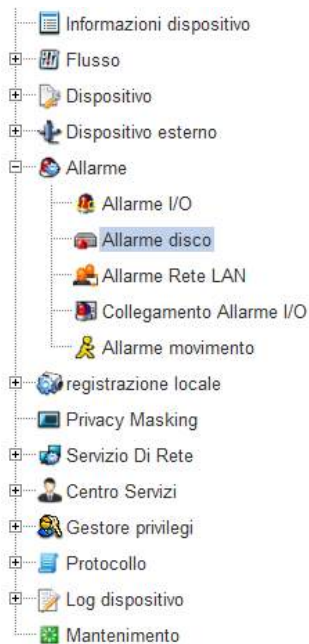 Informazioni dispositivo
Flusso
Dispositivo
Dispositivo esterno
Allarme
Allarme I/O
Allarme disco
Allarme Rete LAN
Collegamento Allarme I/O
Allarme movimento
registrazione locale
Privacy Masking
Servizio Di Rete
Centro Servizi
Gestore privilegi
Protocollo
Log dispositivo
Mantenimento